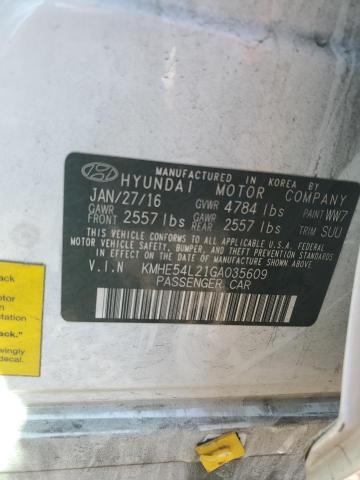 MANUFACTURED IN KOREA BY
HYUNDAI MOTOR COMPANY
JAN/27/16 GVWR 4784 lbs PAINT WW7
GAWR FRONT 2557 lbs GAWR REAR 2557 lbs TRIM SUU
THIS VEHICLE CONFORMS TO ALL APPLICABLE U.S.A. FEDERAL
MOTOR VEHICLE SAFETY, BUMPER, AND THEFT PREVENTION STANDARDS
IN EFFECT ON THE DATE OF MANUFACTURE SHOWN ABOVE.
V.I.N KMHE54L21GA035609
PASSENGER CAR